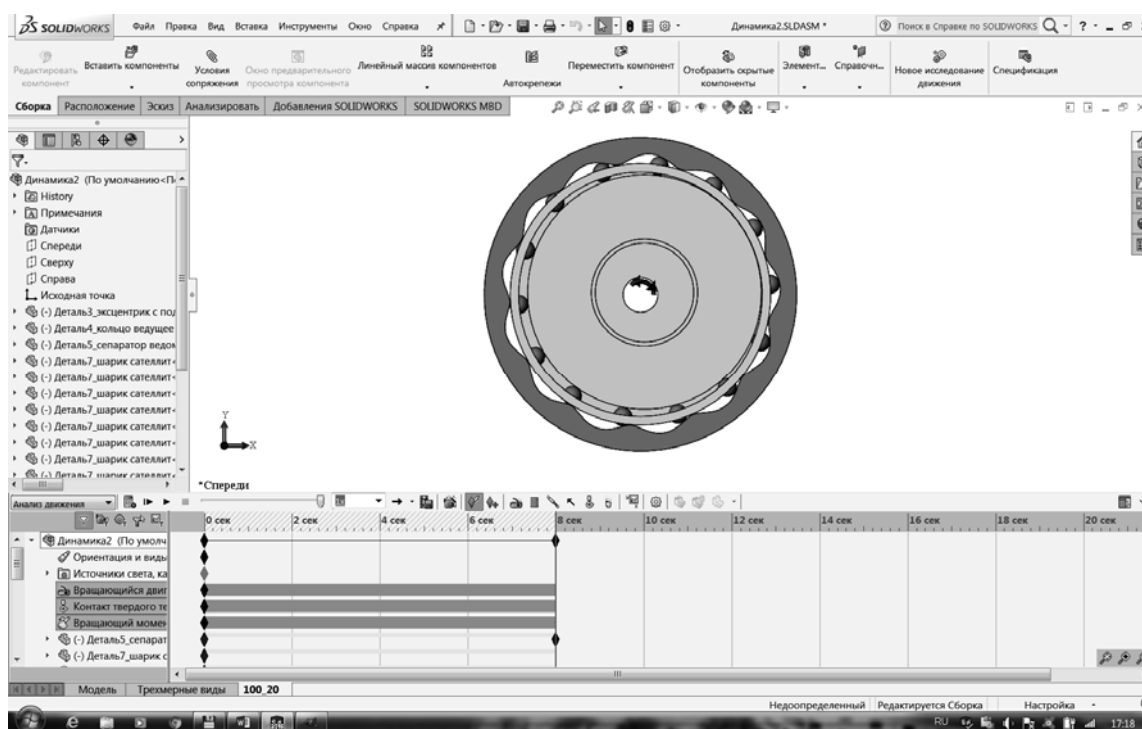 SOLIDWORKS Файл Правка Вид Вставка Инструменты Окно Справка Динамика2.SLDASM * Поиск в Справке по SOLIDWORKS
Редактировать компонент
Вставить компоненты
Условия сопряжения
Окно предварительного просмотра компонента
Линейный массив компонентов
Автокрепежи
Переместить компонент
Отобразить скрытые компоненты
Элемент...
Справочн...
Новое исследование движения
Спецификация
Сборка Расположение Эскиз Анализировать Добавления SOLIDWORKS SOLIDWORKS MBD
Динамика2 (По умолчанию<П
History
Примечания
Датчики
Спереди
Сверху
Справа
Исходная точка
(-) Деталь3_эксцентрик с под
(-) Деталь4_кольцо ведущее
(-) Деталь5_сепаратор ведом
(-) Деталь7_шарик сателлит<
(-) Деталь7_шарик сателлит<
(-) Деталь7_шарик сателлит<
(-) Деталь7_шарик сателлит<
(-) Деталь7_шарик сателлит<
(-) Деталь7_шарик сателлит<
(-) Деталь7_шарик сателлит<
(-) Деталь7_шарик сателлит<
Y
X
*Спереди
Анализ движения
0 сек 2 сек 4 сек 6 сек 8 сек 10 сек 12 сек 14 сек 16 сек 18 сек 20 сек
Динамика2 (По умолч
Ориентация и виды
Источники света, ка
Вращающийся двиг
Контакт твердого те
Вращающий момен
(-) Деталь5_сепарат
(-) Деталь7_шарик с
Модель Трехмерные виды 100_20
Недоопределенный Редактируется Сборка Настройка
RU 17:18